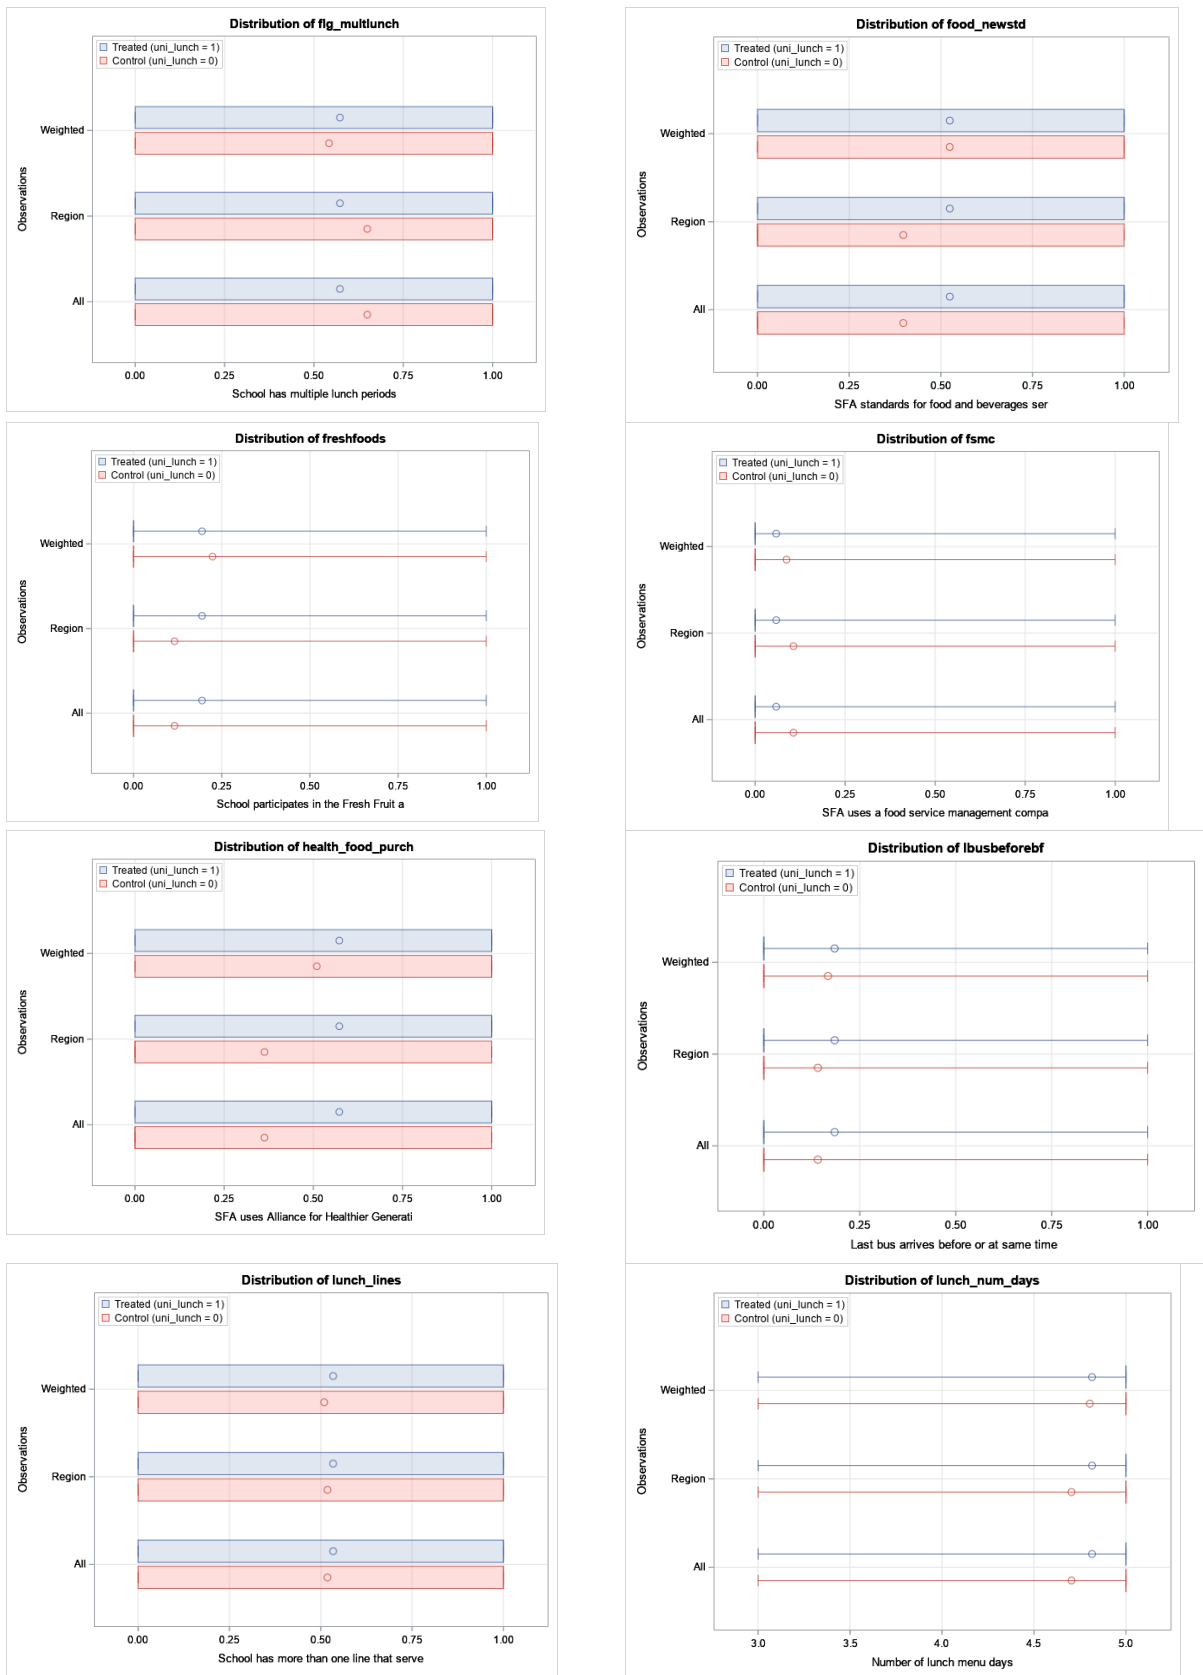 Distribution of flg_multlunch
Treated (uni_lunch = 1)
Control (uni_lunch = 0)
Observations
Weighted
Region
All
0.00 0.25 0.50 0.75 1.00
School has multiple lunch periods
Distribution of food_newstd
Treated (uni_lunch = 1)
Control (uni_lunch = 0)
Observations
Weighted
Region
All
0.00 0.25 0.50 0.75 1.00
SFA standards for food and beverages ser
Distribution of freshfoods
Treated (uni_lunch = 1)
Control (uni_lunch = 0)
Observations
Weighted
Region
All
0.00 0.25 0.50 0.75 1.00
School participates in the Fresh Fruit a
Distribution of fsmc
Treated (uni_lunch = 1)
Control (uni_lunch = 0)
Observations
Weighted
Region
All
0.00 0.25 0.50 0.75 1.00
SFA uses a food service management compa
Distribution of health_food_purch
Treated (uni_lunch = 1)
Control (uni_lunch = 0)
Observations
Weighted
Region
All
0.00 0.25 0.50 0.75 1.00
SFA uses Alliance for Healthier Generati
Distribution of lbusbeforebf
Treated (uni_lunch = 1)
Control (uni_lunch = 0)
Observations
Weighted
Region
All
0.00 0.25 0.50 0.75 1.00
Last bus arrives before or at same time
Distribution of lunch_lines
Treated (uni_lunch = 1)
Control (uni_lunch = 0)
Observations
Weighted
Region
All
0.00 0.25 0.50 0.75 1.00
School has more than one line that serve
Distribution of lunch_num_days
Treated (uni_lunch = 1)
Control (uni_lunch = 0)
Observations
Weighted
Region
All
3.0 3.5 4.0 4.5 5.0
Number of lunch menu days